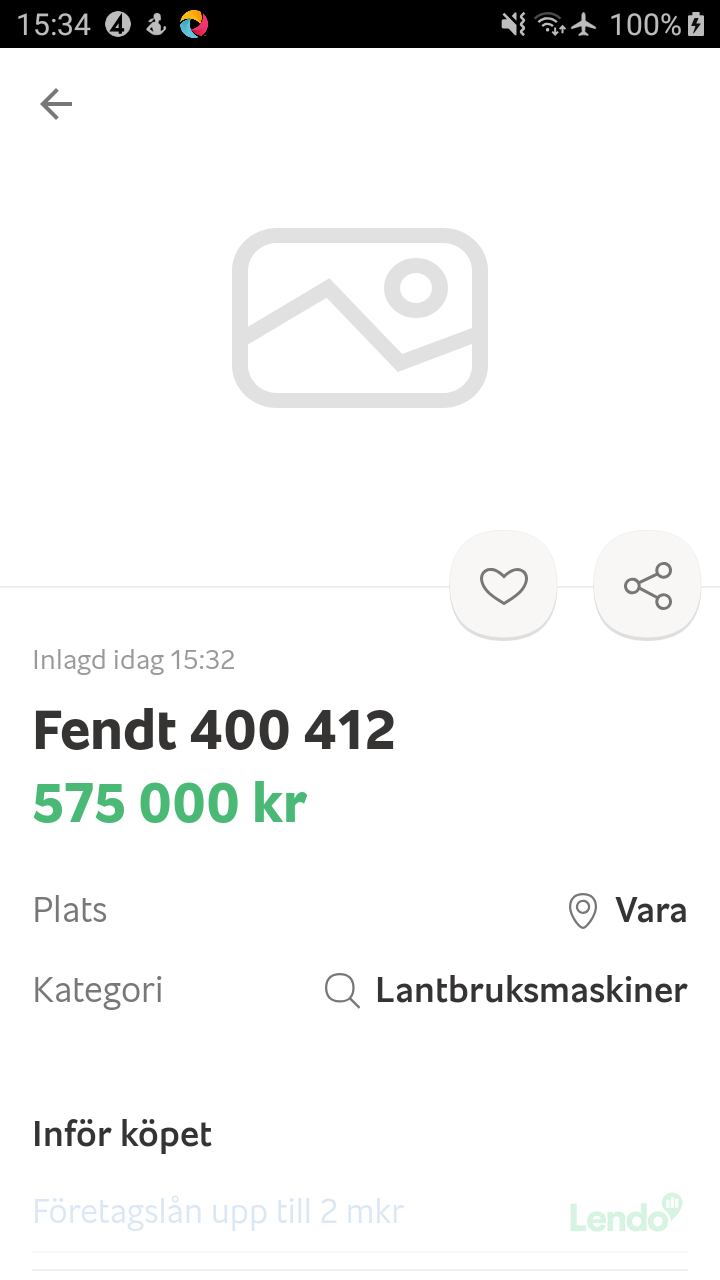 15:34
100%
Inlagd idag 15:32
Fendt 400 412
575 000 kr
Plats Vara
Kategori Lantbruksmaskiner
Inför köpet
Företagslån upp till 2 mkr Lendo